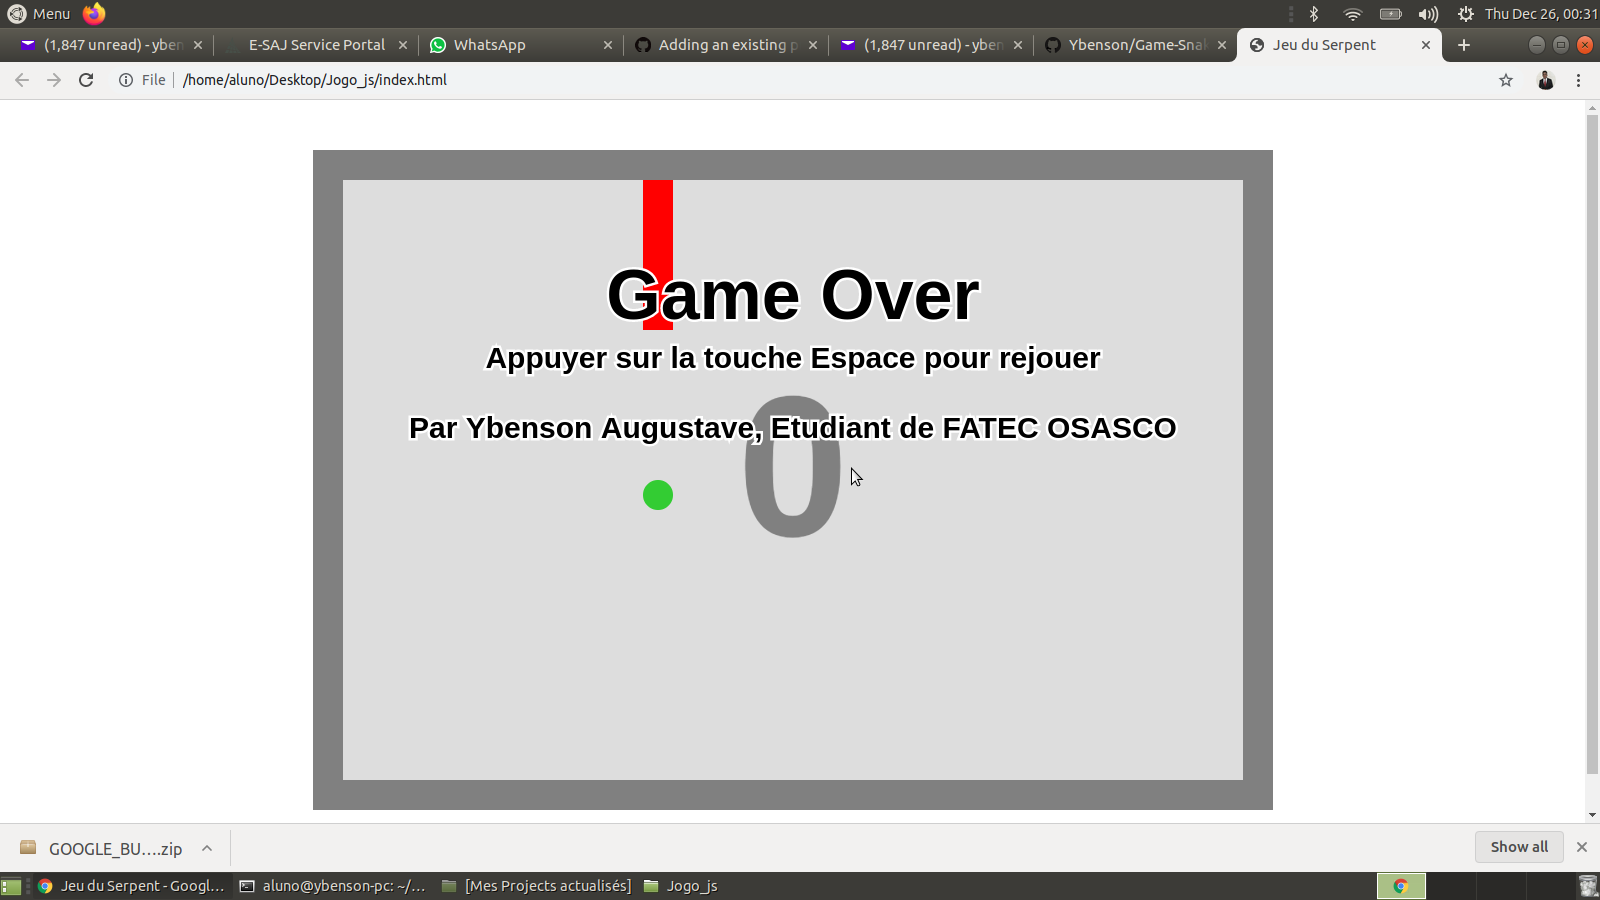 Menu
Thu Dec 26, 00:31
(1,847 unread) - yben
E-SAJ Service Portal
WhatsApp
Adding an existing p
(1,847 unread) - yben
Ybenson/Game-Snak
Jeu du Serpent
File
/home/aluno/Desktop/Jogo_js/index.html
Game Over
Appuyer sur la touche Espace pour rejouer
Par Ybenson Augustave, Etudiant de FATEC OSASCO
0
GOOGLE_BU....zip
Show all
Jeu du Serpent - Googl...
aluno@ybenson-pc: ~/...
[Mes Projects actualisés]
Jogo_js